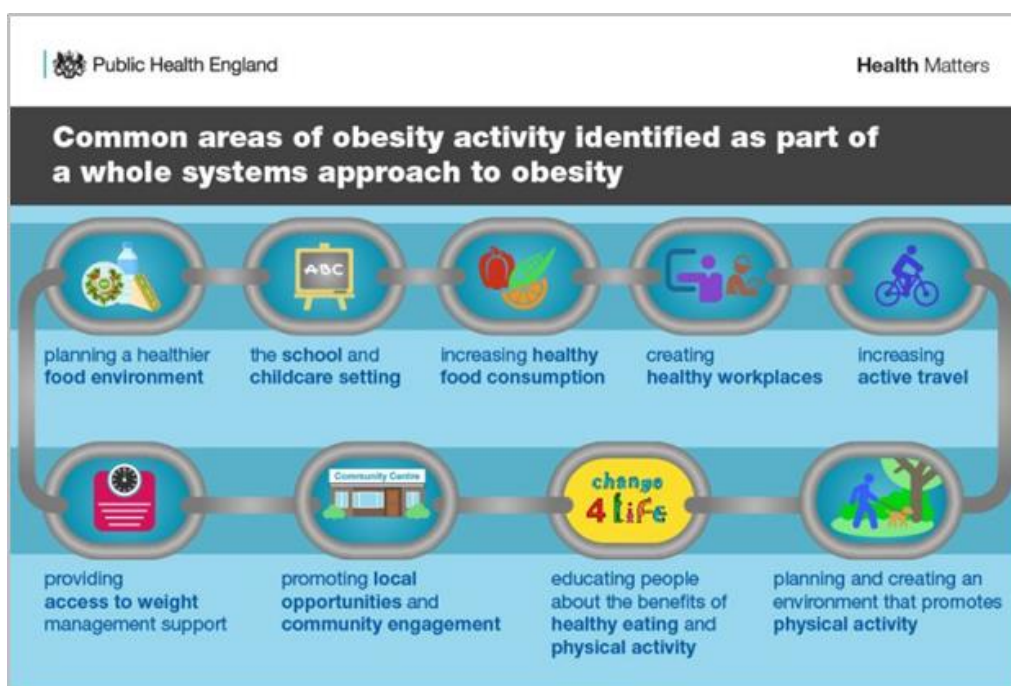 Public Health England
Health Matters
Common areas of obesity activity identified as part of
a whole systems approach to obesity
ABC
planning a healthier
food environment
the school and
childcare setting
increasing healthy
food consumption
creating
healthy workplaces
increasing
active travel
Community Centre
change
4 Life
providing
access to weight
management support
promoting local
opportunities and
community engagement
educating people
about the benefits of
healthy eating and
physical activity
planning and creating an
environment that promotes
physical activity